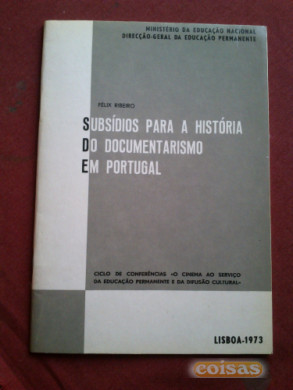 MINISTÉRIO DA EDUCAÇÃO NACIONAL
DIRECÇÃO-GERAL DA EDUCAÇÃO PERMANENTE
FÉLIX RIBEIRO
SUBSÍDIOS PARA A HISTÓRIA
DO DOCUMENTARISMO
EM PORTUGAL
CICLO DE CONFERÊNCIAS «O CINEMA AO SERVIÇO
DA EDUCAÇÃO PERMANENTE E DA DIFUSÃO CULTURAL»
LISBOA-1973
coisas